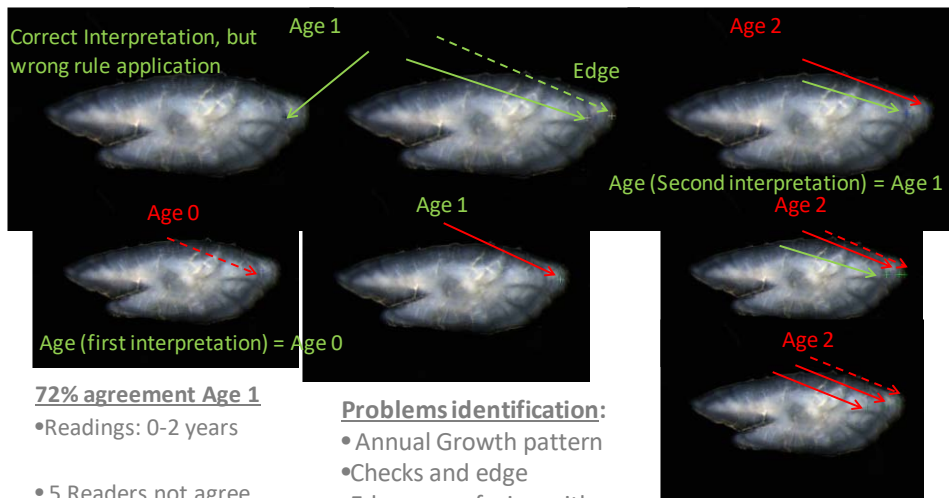 Correct Interpretation, but
wrong rule application
Age 1
Edge
Age 2
Age (Second interpretation) = Age 1
Age 0
Age 1
Age 2
Age (first interpretation) = Age 0
Age 2
72% agreement Age 1
•Readings: 0-2 years
• 5 Readers not agree
Problems identification:
• Annual Growth pattern
•Checks and edge